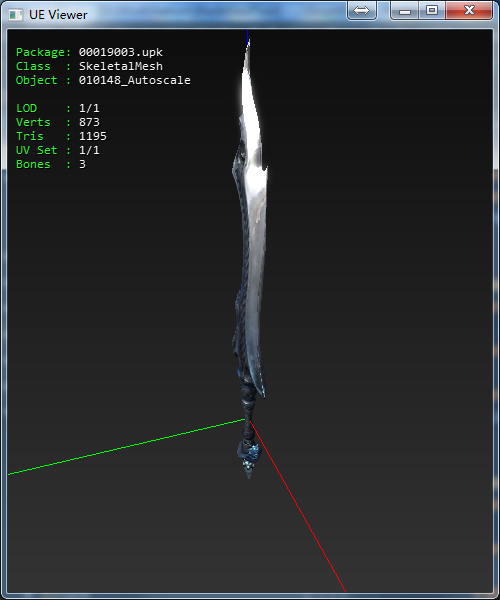 UE Viewer
Package: 00019003.upk
Class : SkeletalMesh
Object : 010148_Autoscale
LOD : 1/1
Verts : 873
Tris : 1195
UV Set : 1/1
Bones : 3